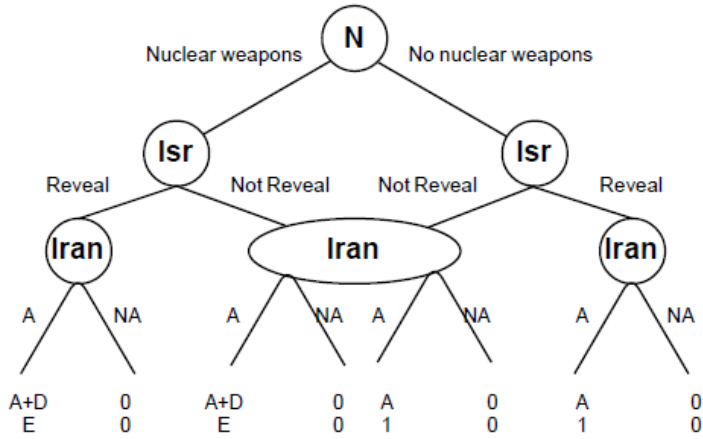 N
Nuclear weapons No nuclear weapons
Isr Isr
Reveal Not Reveal Not Reveal Reveal
Iran Iran Iran
A NA A NA A NA A NA
A+D 0 A+D 0 A 0 A 0
E 0 E 0 1 0 1 0